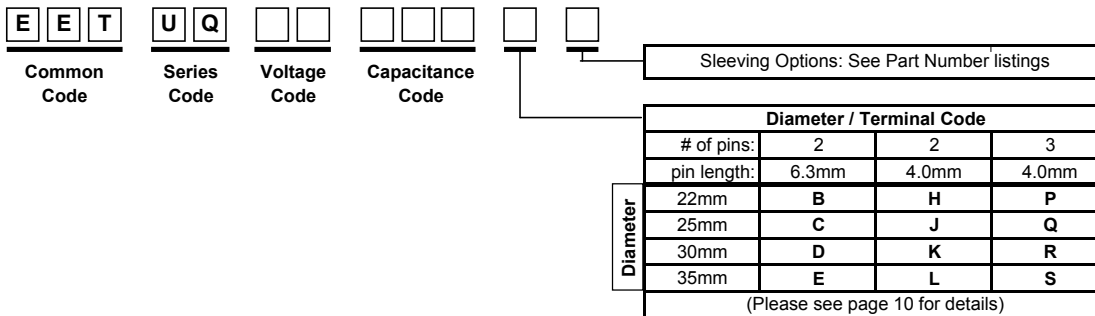 E E T U Q
Common Code
Series Code
Voltage Code
Capacitance Code
Sleeving Options: See Part Number listings
Diameter / Terminal Code
# of pins: 2 2 3
pin length: 6.3mm 4.0mm 4.0mm
Diameter
22mm B H P
25mm C J Q
30mm D K R
35mm E L S
(Please see page 10 for details)